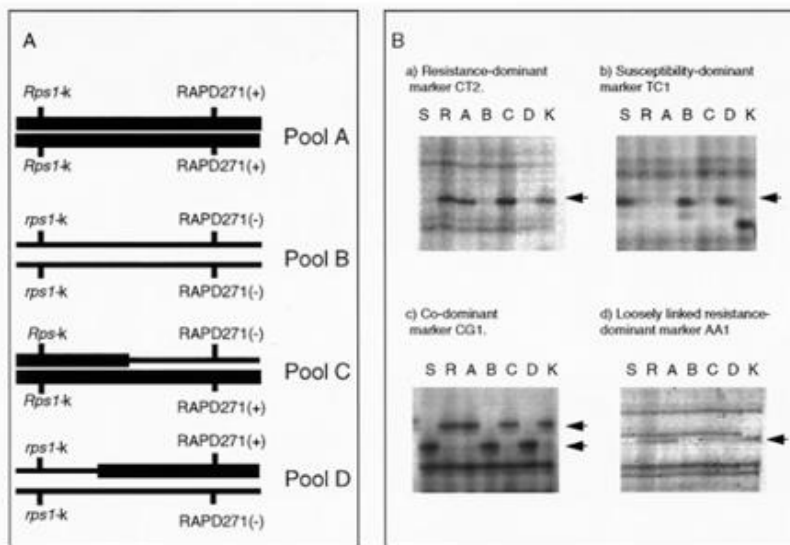 A
Rps1-k RAPD271(+)
Pool A
Rps1-k RAPD271(+)
rps1-k RAPD271(-)
Pool B
rps1-k RAPD271(-)
Rps-k RAPD271(-)
Pool C
Rps1-k RAPD271(+)
rps1-k RAPD271(+)
Pool D
rps1-k RAPD271(-)
B
a) Resistance-dominant
marker CT2.
S R A B C D K
b) Susceptibility-dominant
marker TC1
S R A B C D K
c) Co-dominant
marker CG1.
S R A B C D K
d) Loosely linked resistance-
dominant marker AA1
S R A B C D K